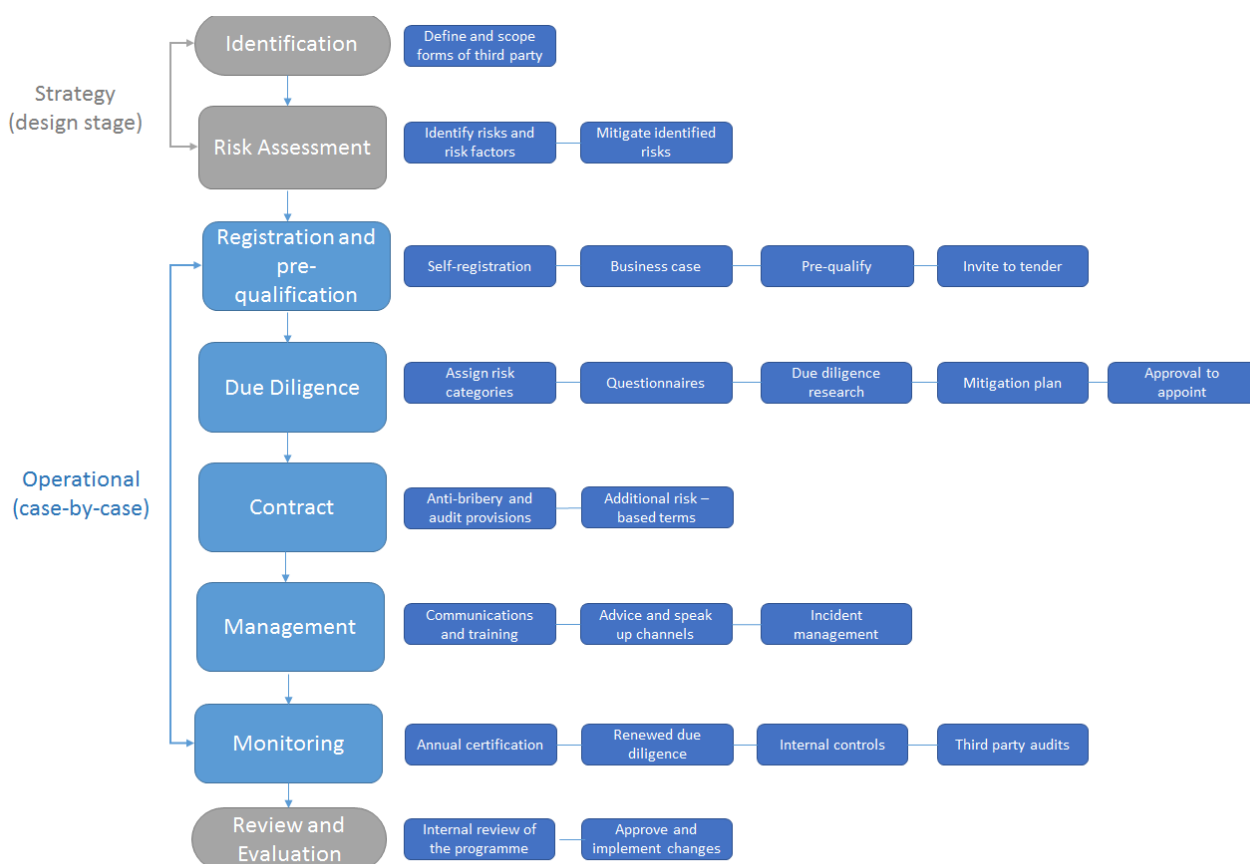 Identification
Define and scope
forms of third party
Strategy
(design stage)
Risk Assessment
Identify risks and
risk factors
Mitigate identified
risks
Registration and
pre-
qualification
Self-registration
Business case
Pre-qualify
Invite to tender
Due Diligence
Assign risk
categories
Questionnaires
Due diligence
research
Mitigation plan
Approval to
appoint
Operational
(case-by-case)
Contract
Anti-bribery and
audit provisions
Additional risk –
based terms
Management
Communications
and training
Advice and speak
up channels
Incident
management
Monitoring
Annual certification
Renewed due
diligence
Internal controls
Third party audits
Review and
Evaluation
Internal review of
the programme
Approve and
implement changes